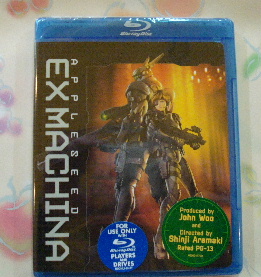 Blu-ray Disc
APPLESEED
EX MACHINA
Produced by
John Woo
and
Directed by
Shinji Aramaki
Rated PG-13
FOR
USE ONLY
Blu-ray Disc
PLAYERS
DRIVES